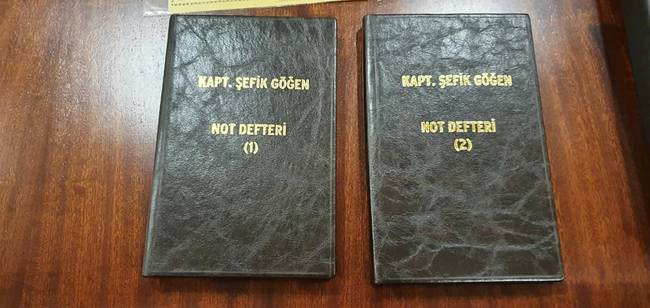 KAPT. ŞEFİK GÖĞEN
NOT DEFTERİ
(1)
KAPT. ŞEFİK GÖĞEN
NOT DEFTERİ
(2)